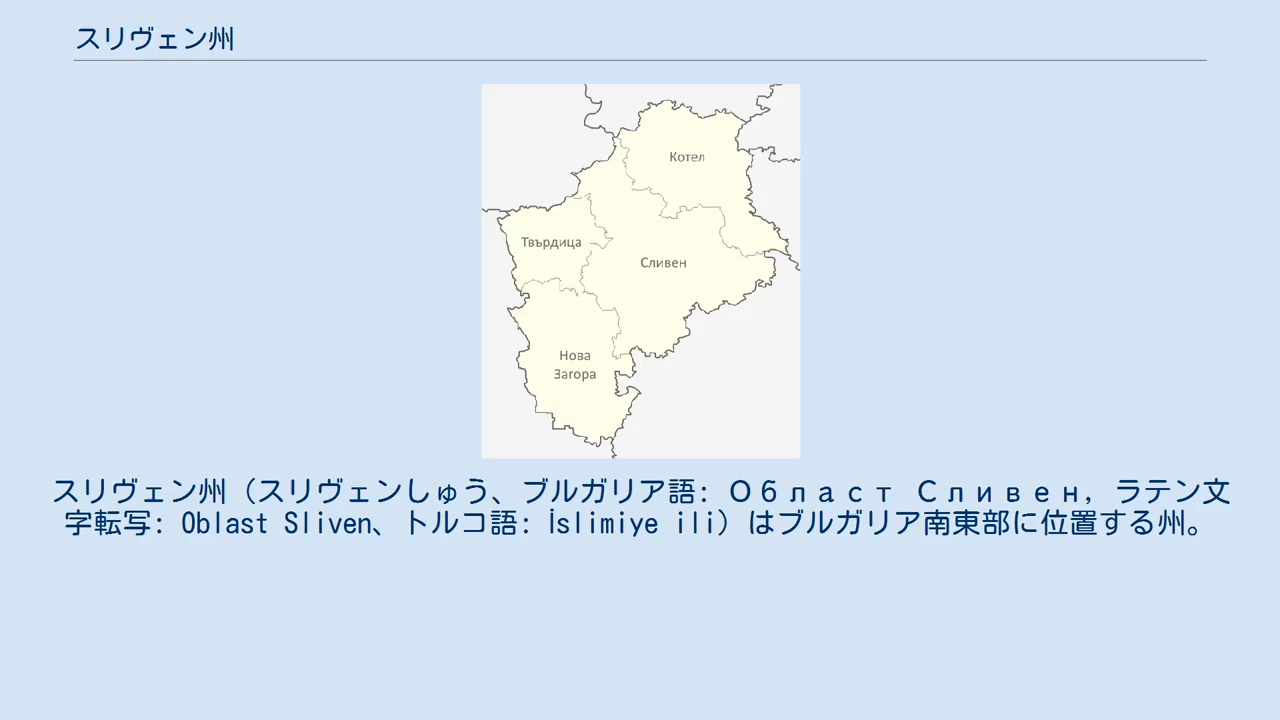 スリヴェン州
Котел
Твърдица
Сливен
Нова
Загора
スリヴェン州（スリヴェンしゅう、ブルガリア語: Област Сливен, ラテン文
字転写: Oblast Sliven、トルコ語: İslimiye ili）はブルガリア南東部に位置する州。